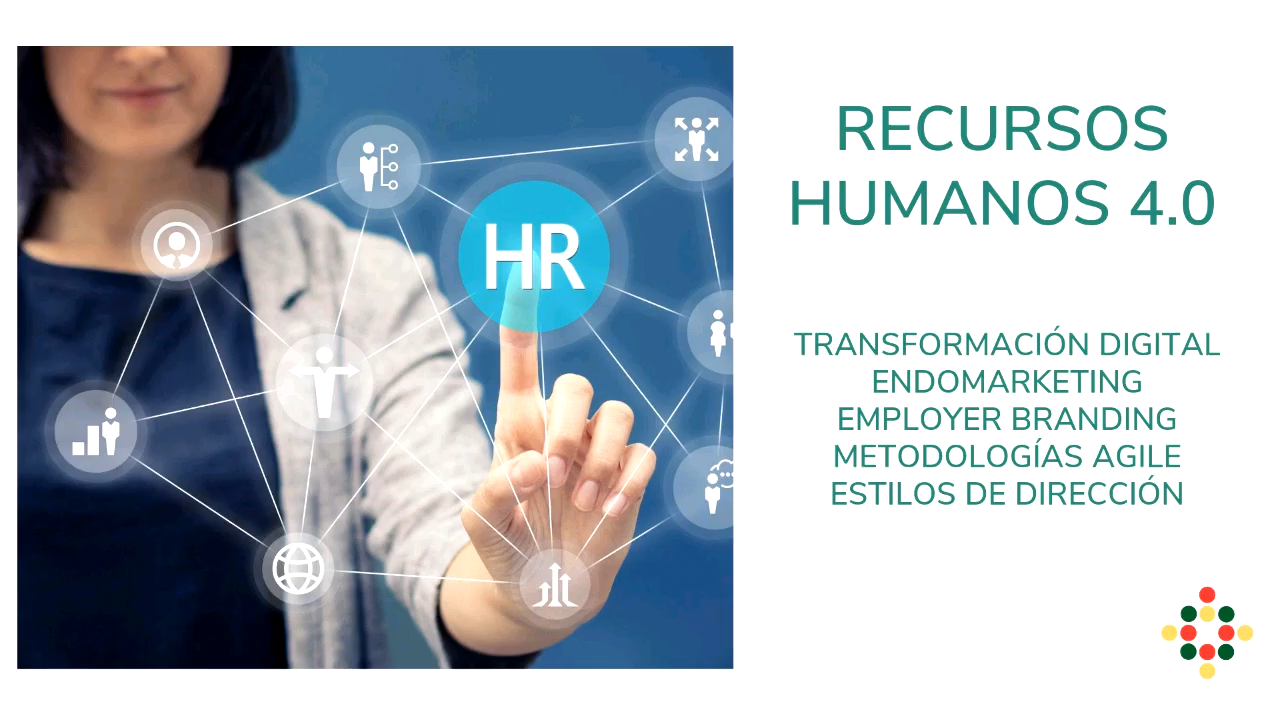 HR
RECURSOS
HUMANOS 4.0
TRANSFORMACIÓN DIGITAL
ENDOMARKETING
EMPLOYER BRANDING
METODOLOGÍAS AGILE
ESTILOS DE DIRECCIÓN